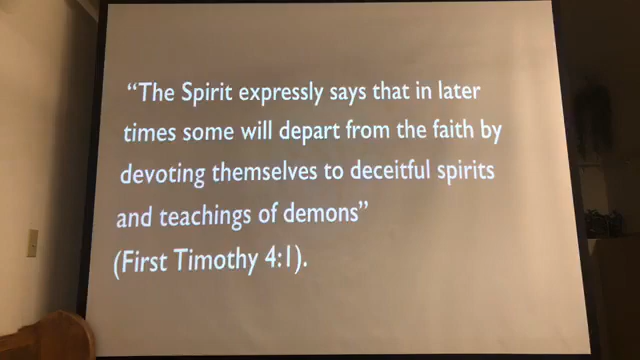 “The Spirit expressly says that in later
times some will depart from the faith by
devoting themselves to deceitful spirits
and teachings of demons”
(First Timothy 4:1).